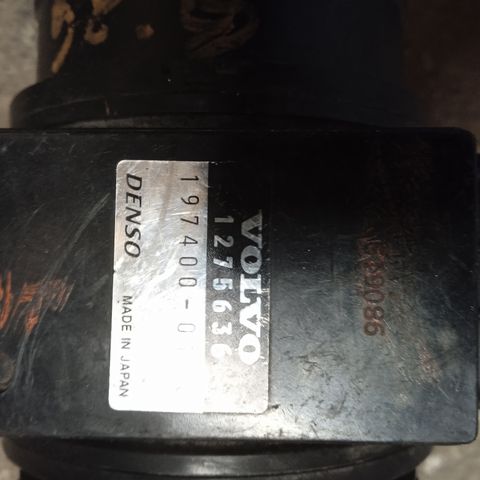 VOLVO
1275636
197400-0
DENSO MADE IN JAPAN